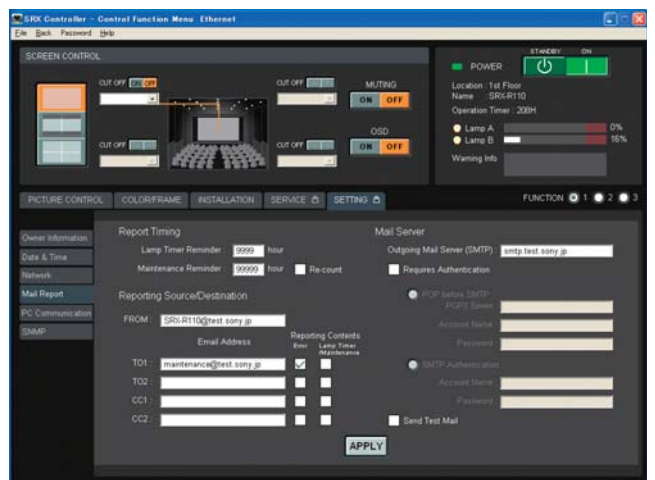 SRX Controller - Control Function Menu Ethernet
File Back Password Help
SCREEN CONTROL
CUT OFF ON OFF
CUT OFF
MUTING
ON OFF
CUT OFF
CUT OFF
OSD
ON OFF
STANDBY ON
POWER
Location : 1st Floor
Name : SRX-R110
Operation Timer : 208H
Lamp A 0%
Lamp B 16%
Warning Info
PICTURE CONTROL COLOR/FRAME INSTALLATION SERVICE SETTING FUNCTION 1 2 3
Owner Information
Date & Time
Network
Mail Report
PC Communication
SNMP
Report Timing
Lamp Timer Reminder : 9999 hour
Maintenance Reminder : 99999 hour Re-count
Reporting Source/Destination
FROM : SRX-R110@test.sony.jp
Email Address
Reporting Contents
Error Lamp Timer /Maintenance
TO1 : maintenance@test.sony.jp
TO2 :
CC1 :
CC2 :
Mail Server
Outgoing Mail Server (SMTP) : smtp.test.sony.jp
Requires Authentication
POP before SMTP
POP3 Server
Account Name
Password
SMTP Authentication
Account Name
Password
Send Test Mail
APPLY